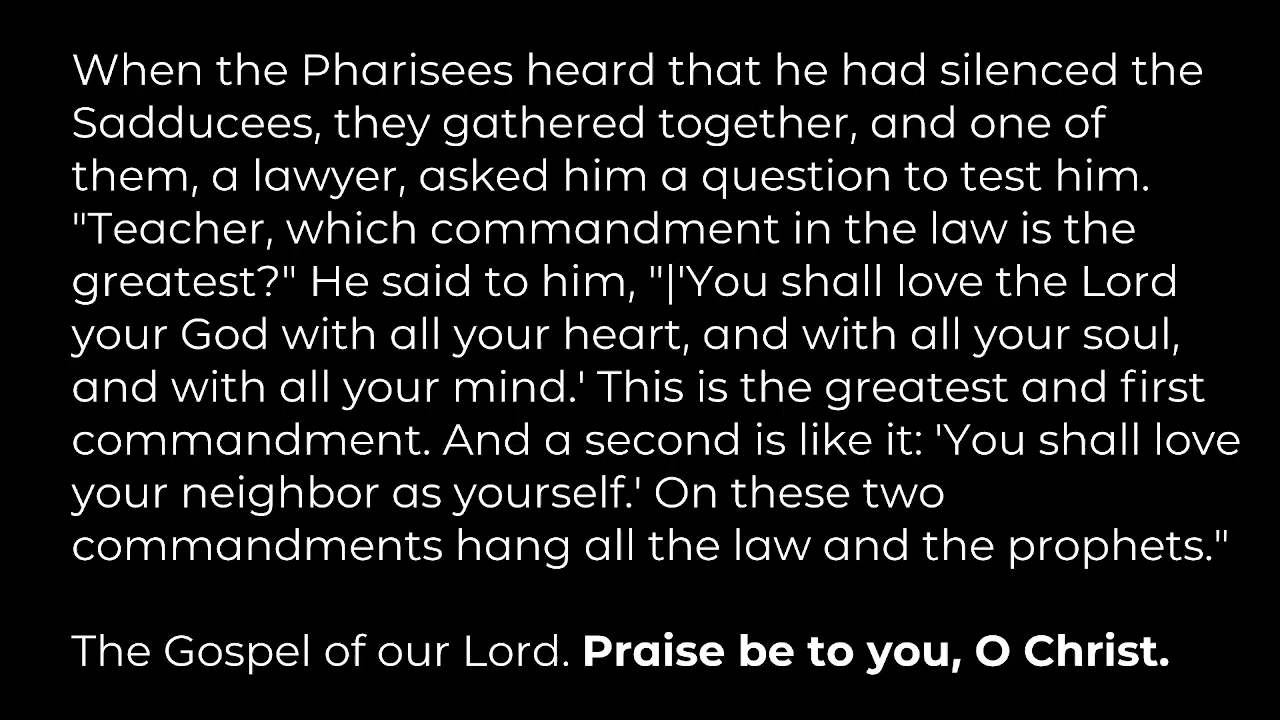 When the Pharisees heard that he had silenced the
Sadducees, they gathered together, and one of
them, a lawyer, asked him a question to test him.
"Teacher, which commandment in the law is the
greatest?" He said to him, "|'You shall love the Lord
your God with all your heart, and with all your soul,
and with all your mind.' This is the greatest and first
commandment. And a second is like it: 'You shall love
your neighbor as yourself.' On these two
commandments hang all the law and the prophets."
The Gospel of our Lord. Praise be to you, O Christ.